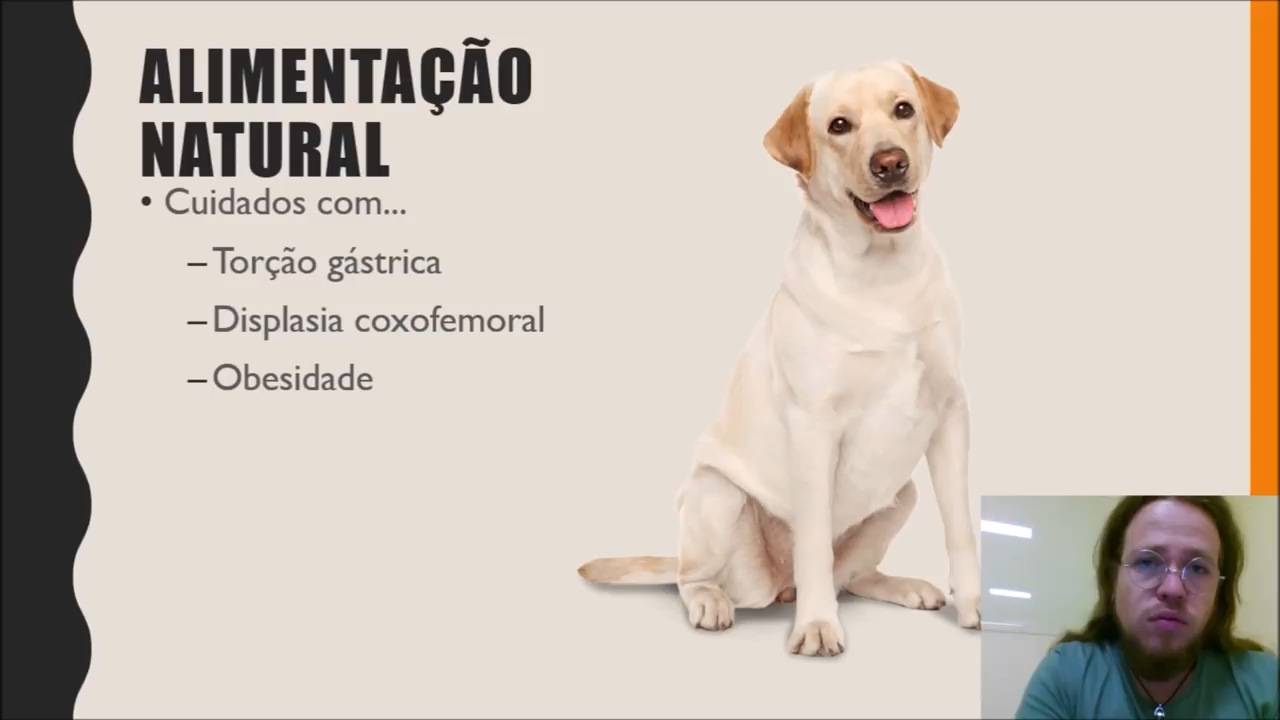 ALIMENTAÇÃO
NATURAL
• Cuidados com...
– Torção gástrica
– Displasia coxofemoral
– Obesidade